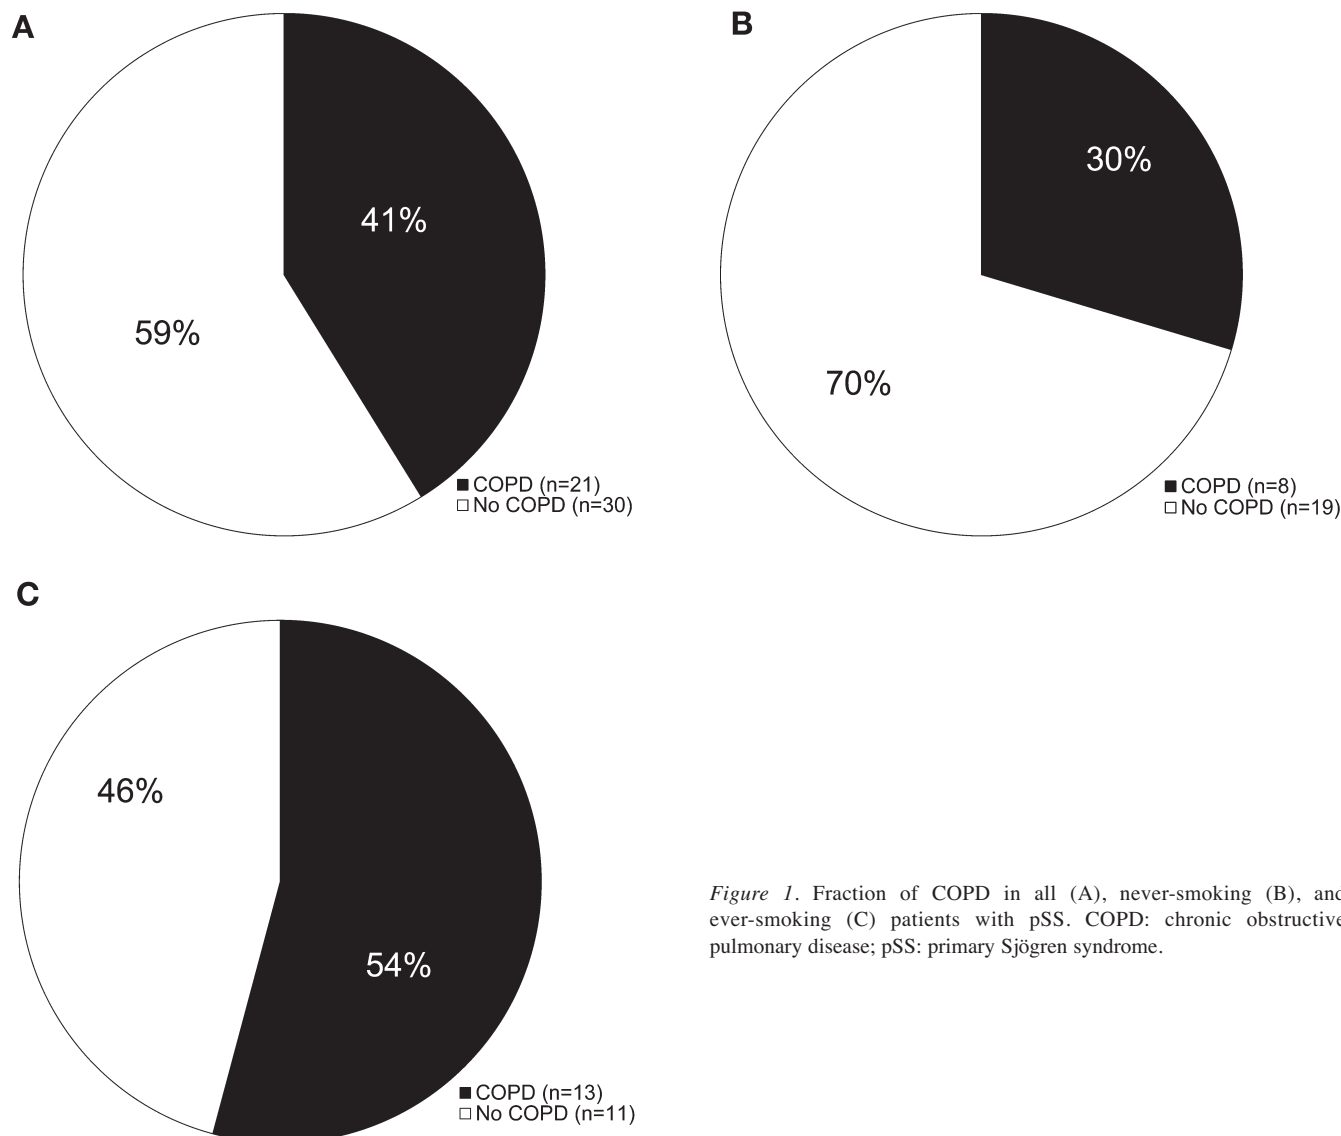 A
41%
59%
COPD (n=21)
No COPD (n=30)
B
30%
70%
COPD (n=8)
No COPD (n=19)
C
46%
54%
COPD (n=13)
No COPD (n=11)
Figure 1. Fraction of COPD in all (A), never-smoking (B), and
ever-smoking (C) patients with pSS. COPD: chronic obstructive
pulmonary disease; pSS: primary Sjögren syndrome.